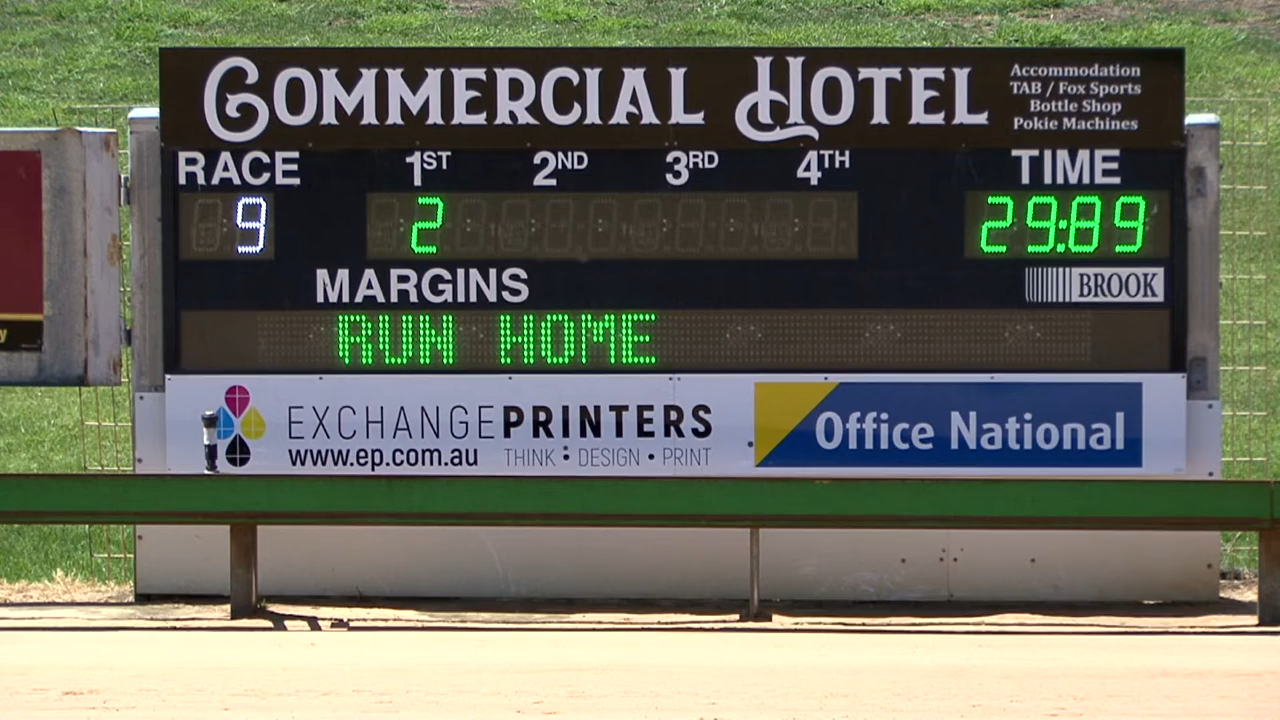 COMMERCIAL HOTEL
Accommodation
TAB / Fox Sports
Bottle Shop
Pokie Machines
RACE 1ST 2ND 3RD 4TH TIME
9 2 29:89
MARGINS
BROOK
RUN HOME
EXCHANGEPRINTERS
www.ep.com.au THINK • DESIGN • PRINT
Office National